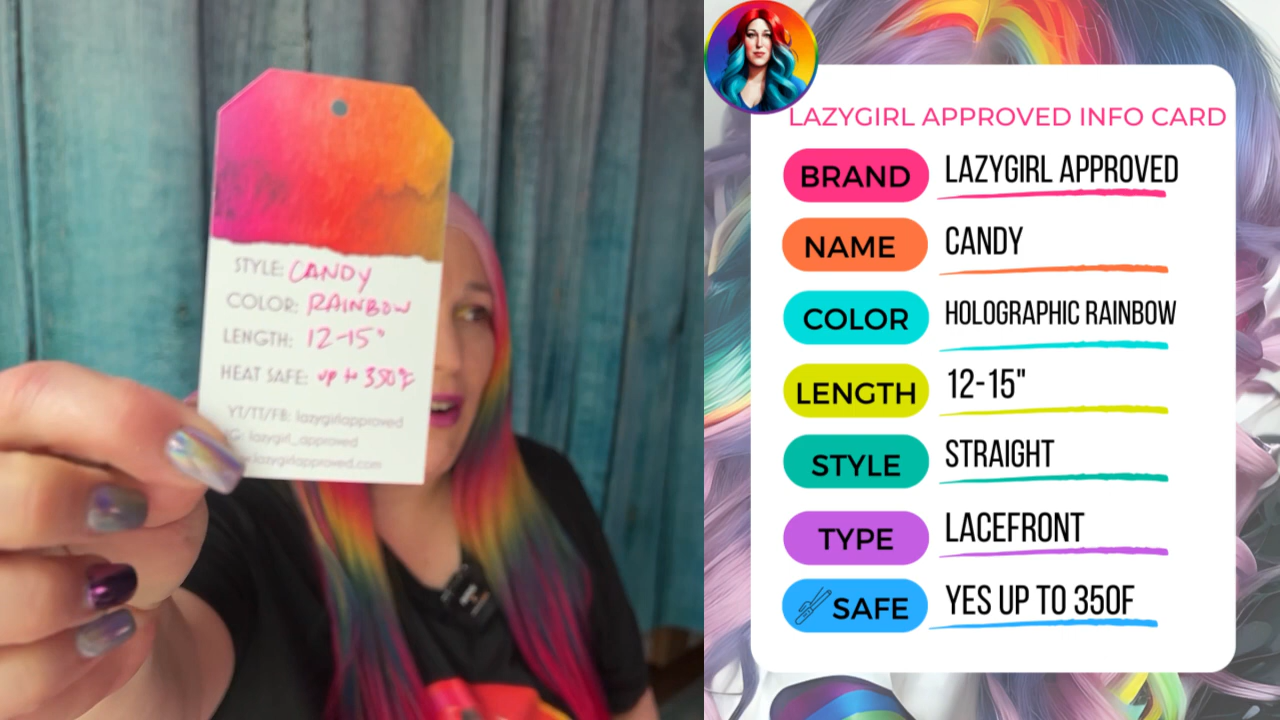 STYLE: CANDY
COLOR: RAINBOW
LENGTH: 12-15"
HEAT SAFE: up to 350°F
YT/TT/FB: lazygirlapproved
IG: lazygirl_approved
.lazygirlapproved.com
LAZYGIRL APPROVED INFO CARD
BRAND LAZYGIRL APPROVED
NAME CANDY
COLOR HOLOGRAPHIC RAINBOW
LENGTH 12-15"
STYLE STRAIGHT
TYPE LACEFRONT
SAFE YES UP TO 350F